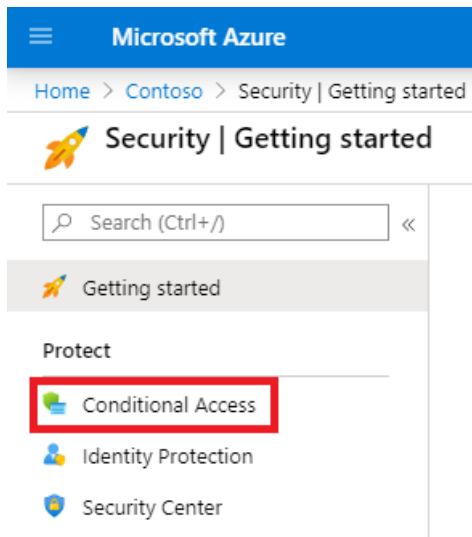 Microsoft Azure
Home > Contoso > Security | Getting started
Security | Getting started
Search (Ctrl+/)
«
Getting started
Protect
Conditional Access
Identity Protection
Security Center